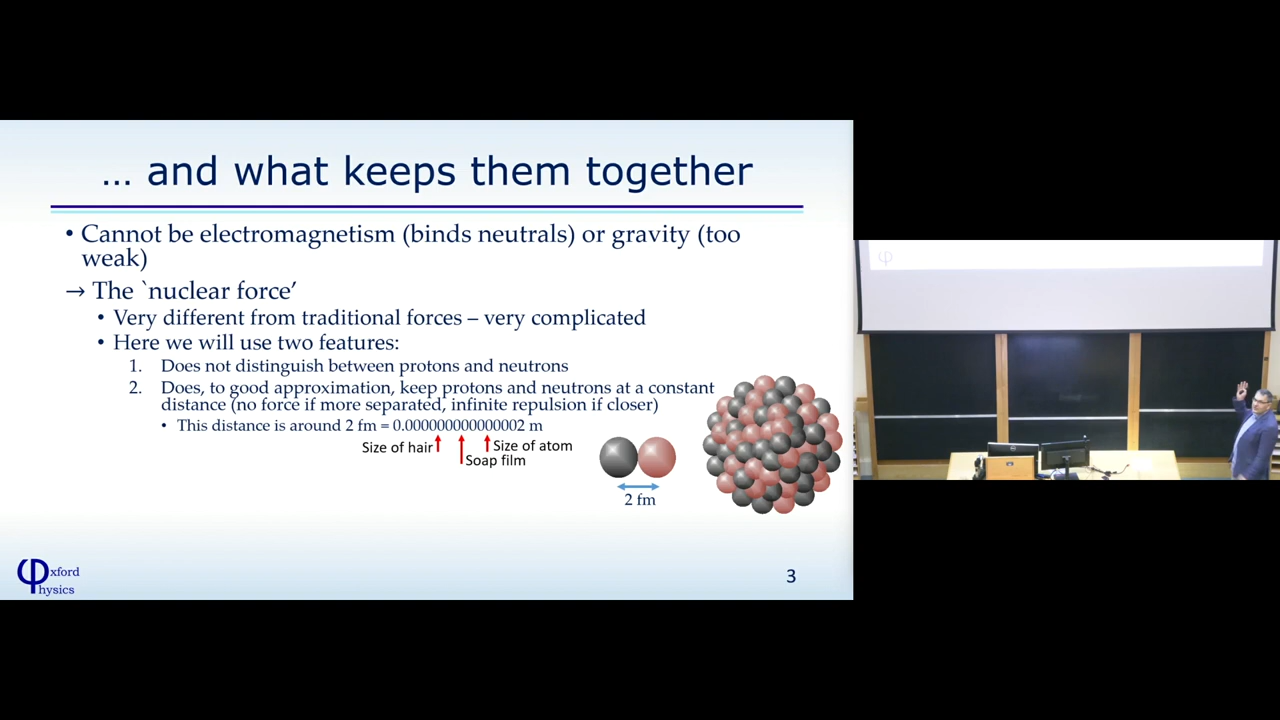 ... and what keeps them together
• Cannot be electromagnetism (binds neutrals) or gravity (too
weak)
→ The `nuclear force’
• Very different from traditional forces – very complicated
• Here we will use two features:
1. Does not distinguish between protons and neutrons
2. Does, to good approximation, keep protons and neutrons at a constant
distance (no force if more separated, infinite repulsion if closer)
• This distance is around 2 fm = 0.000000000000002 m
Size of hair
Size of atom
Soap film
2 fm
φxford
Physics
3
φ